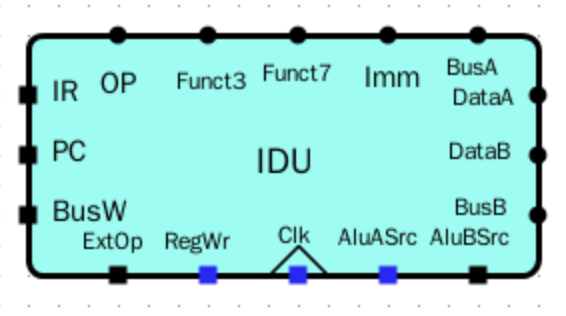 IR OP Funct3 Funct7 Imm BusA
DataA
PC IDU DataB
BusW BusB
ExtOp RegWr Clk AluASrc AluBSrc